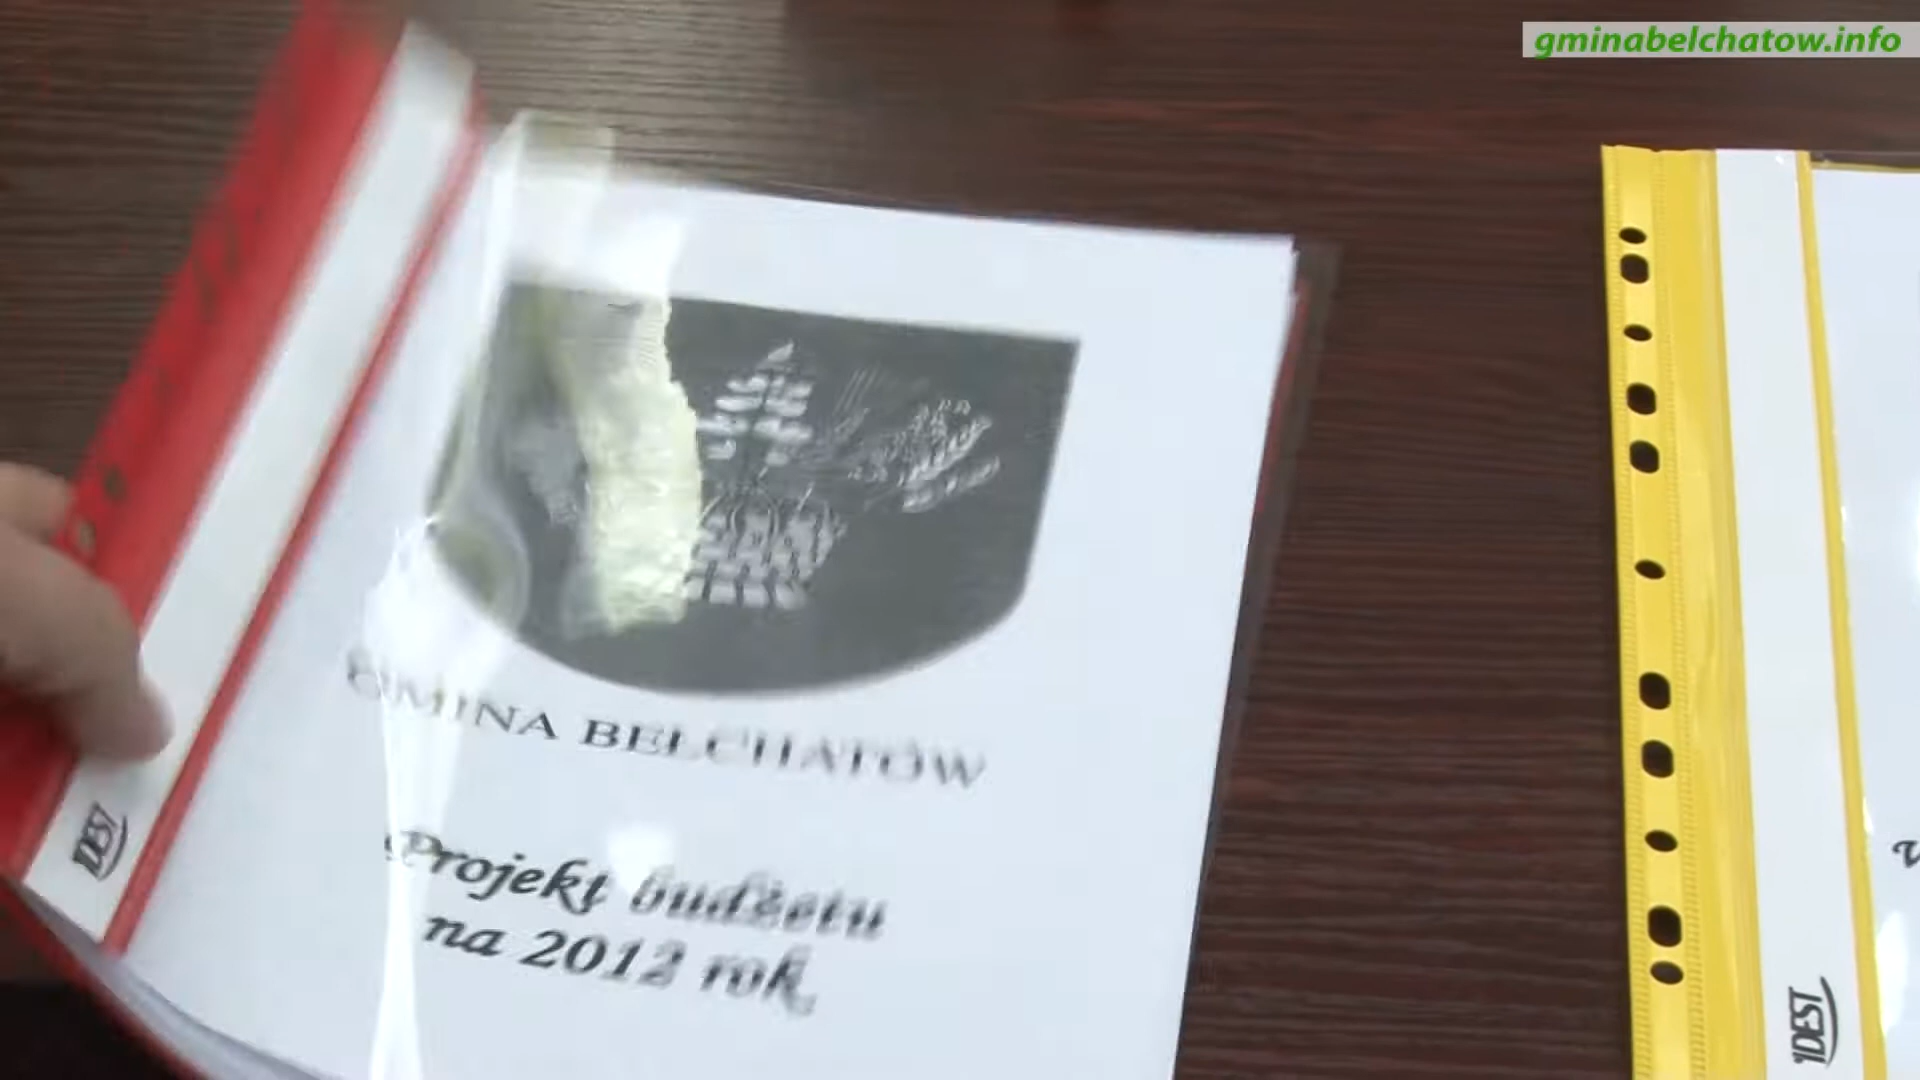 gminabelchatow.info
GMINA BEŁCHATÓW
Projekt budżetu
na 2012 rok
IDEST
IDEST